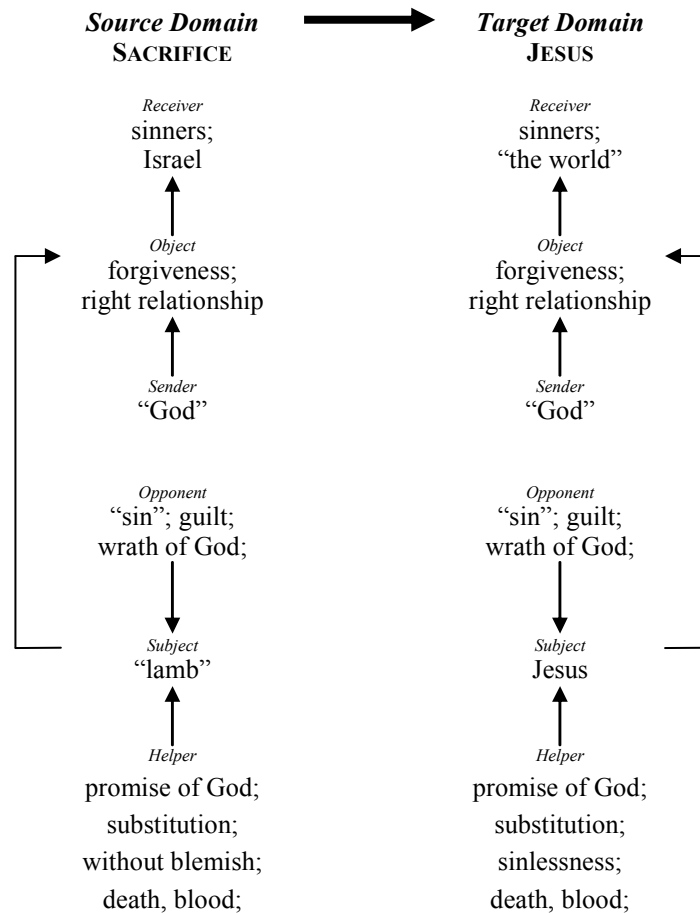 Source Domain
SACRIFICE
Receiver
sinners;
Israel
Object
forgiveness;
right relationship
Sender
“God”
Opponent
“sin”; guilt;
wrath of God;
Subject
“lamb”
Helper
promise of God;
substitution;
without blemish;
death, blood;
Target Domain
JESUS
Receiver
sinners;
“the world”
Object
forgiveness;
right relationship
Sender
“God”
Opponent
“sin”; guilt;
wrath of God;
Subject
Jesus
Helper
promise of God;
substitution;
sinlessness;
death, blood;